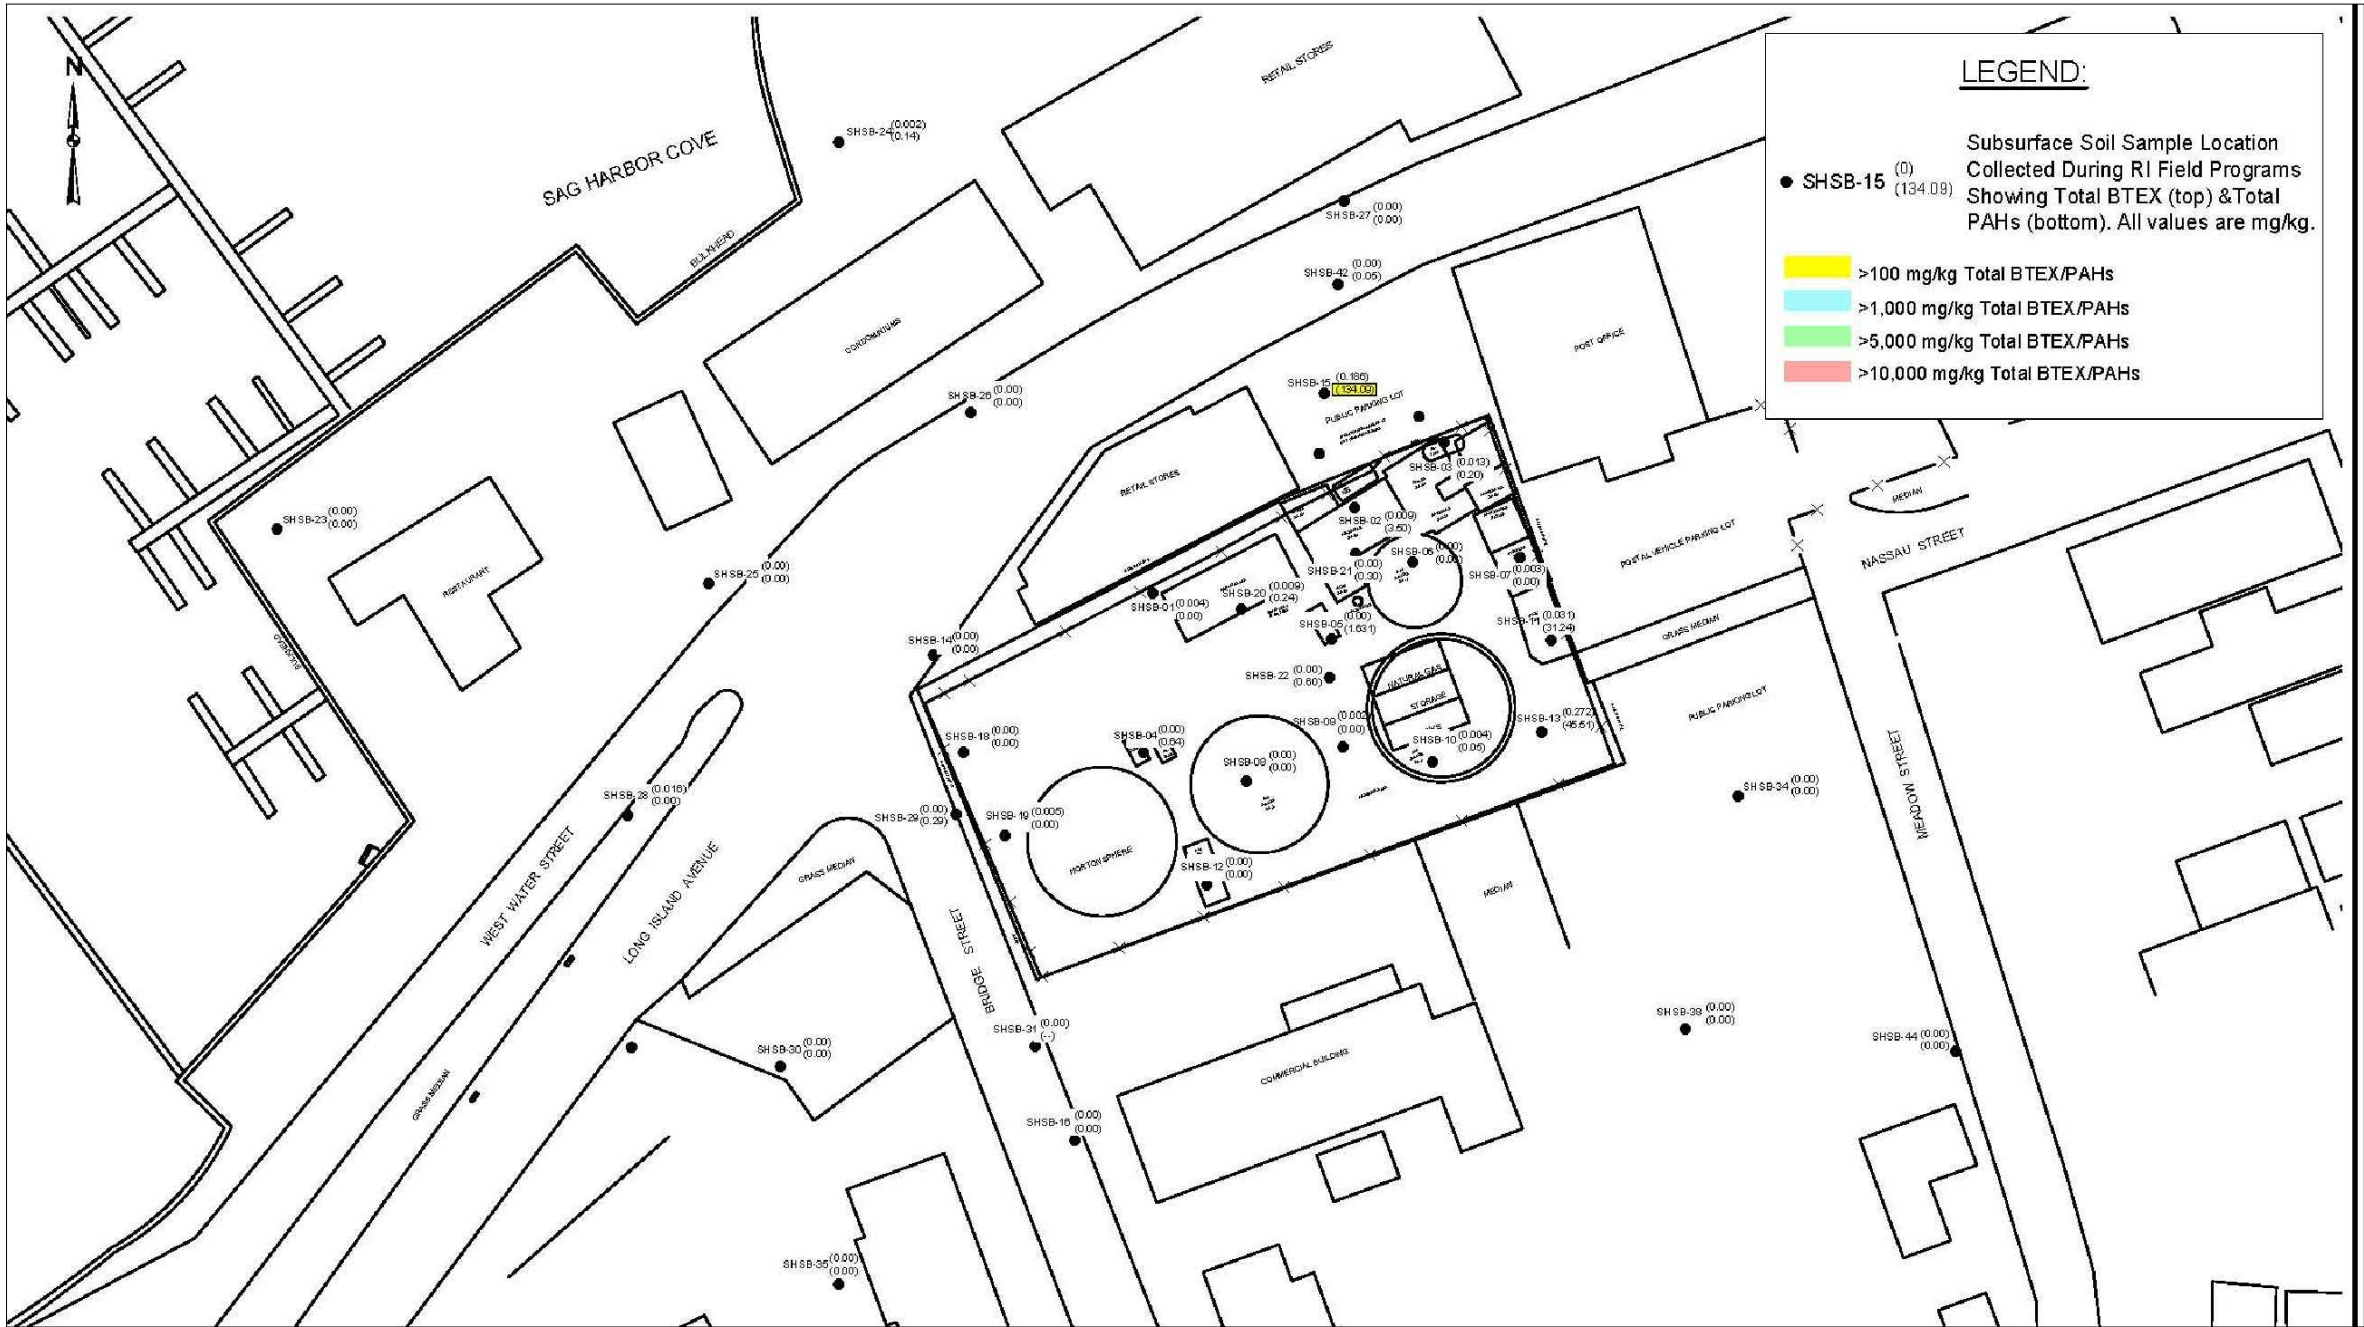 N
SAG HARBOR COVE
BULKHEAD
RETAIL STORES
LEGEND:
SHSB-15 (0)
(134.09)
Subsurface Soil Sample Location
Collected During RI Field Programs
Showing Total BTEX (top) &Total
PAHs (bottom). All values are mg/kg.
>100 mg/kg Total BTEX/PAHs
>1,000 mg/kg Total BTEX/PAHs
>5,000 mg/kg Total BTEX/PAHs
>10,000 mg/kg Total BTEX/PAHs
SHSB-24 (0.002)
(0.14)
SHSB-27 (0.00)
(0.00)
SHSB-42 (0.00)
(0.05)
CONDOMINIUMS
POST OFFICE
SHSB-15 (0.186)
(134.09)
PUBLIC PARKING LOT
SHSB-26 (0.00)
(0.00)
SHSB-03 (0.013)
(0.20)
RETAIL STORES
MEDIAN
SHSB-23 (0.00)
(0.00)
SHSB-02 (0.009)
(3.60)
POSTAL VEHICLE PARKING LOT
NASSAU STREET
RESTAURANT
SHSB-25 (0.00)
(0.00)
SHSB-06 (0.00)
SHSB-21 (0.00)
(0.30)
SHSB-07 (0.003)
(0.00)
SHSB-01 (0.004)
(0.00)
SHSB-20 (0.009)
(0.24)
SHSB-05 (0.00)
(1.631)
SHSB-11 (0.031)
(31.24)
GRASS MEDIAN
BULKHEAD
SHSB-14 (0.00)
(0.00)
SHSB-22 (0.00)
(0.60)
NATURAL GAS
STORAGE
PUBLIC PARKING LOT
SHSB-18 (0.00)
(0.00)
SHSB-04 (0.00)
(0.64)
SHSB-09 (0.002)
(0.00)
SHSB-13 (0.272)
(45.51)
SHSB-10 (0.004)
(0.05)
SHSB-08 (0.00)
(0.00)
MEADOW STREET
SHSB-28 (0.016)
(0.00)
SHSB-34 (0.00)
(0.00)
SHSB-29 (0.00)
(0.29)
SHSB-19 (0.005)
(0.00)
HORTON SPHERE
SHSB-12 (0.00)
(0.00)
GRASS MEDIAN
MEDIAN
WEST WATER STREET
LONG ISLAND AVENUE
BRIDGE STREET
SHSB-31 (0.00)
(--)
SHSB-38 (0.00)
(0.00)
SHSB-44 (0.00)
(0.00)
SHSB-30 (0.00)
(0.00)
COMMERCIAL BUILDING
GRASS MEDIAN
SHSB-16 (0.00)
(0.00)
SHSB-35 (0.00)
(0.00)